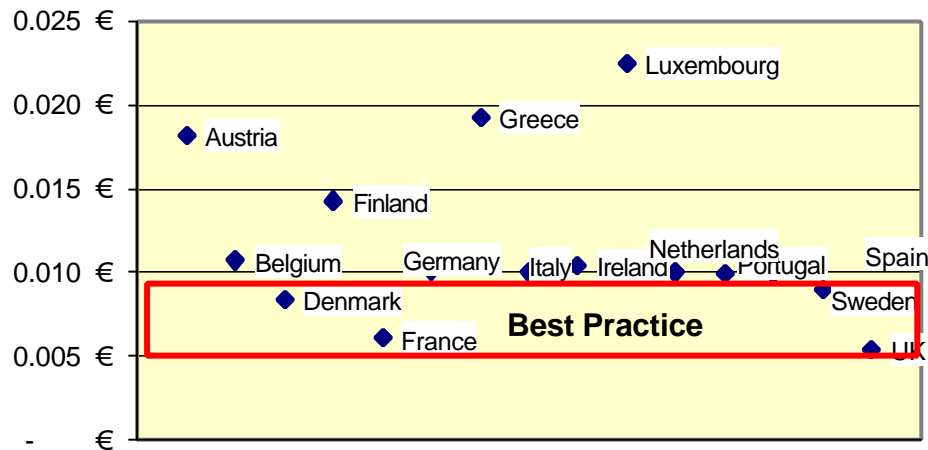 0.025 €
Luxembourg
0.020 €
Greece
Austria
0.015 €
Finland
Netherlands
Belgium
Germany
Italy
Ireland
Portugal
Spain
0.010 €
Denmark
Sweden
Best Practice
France
UK
0.005 €
- €